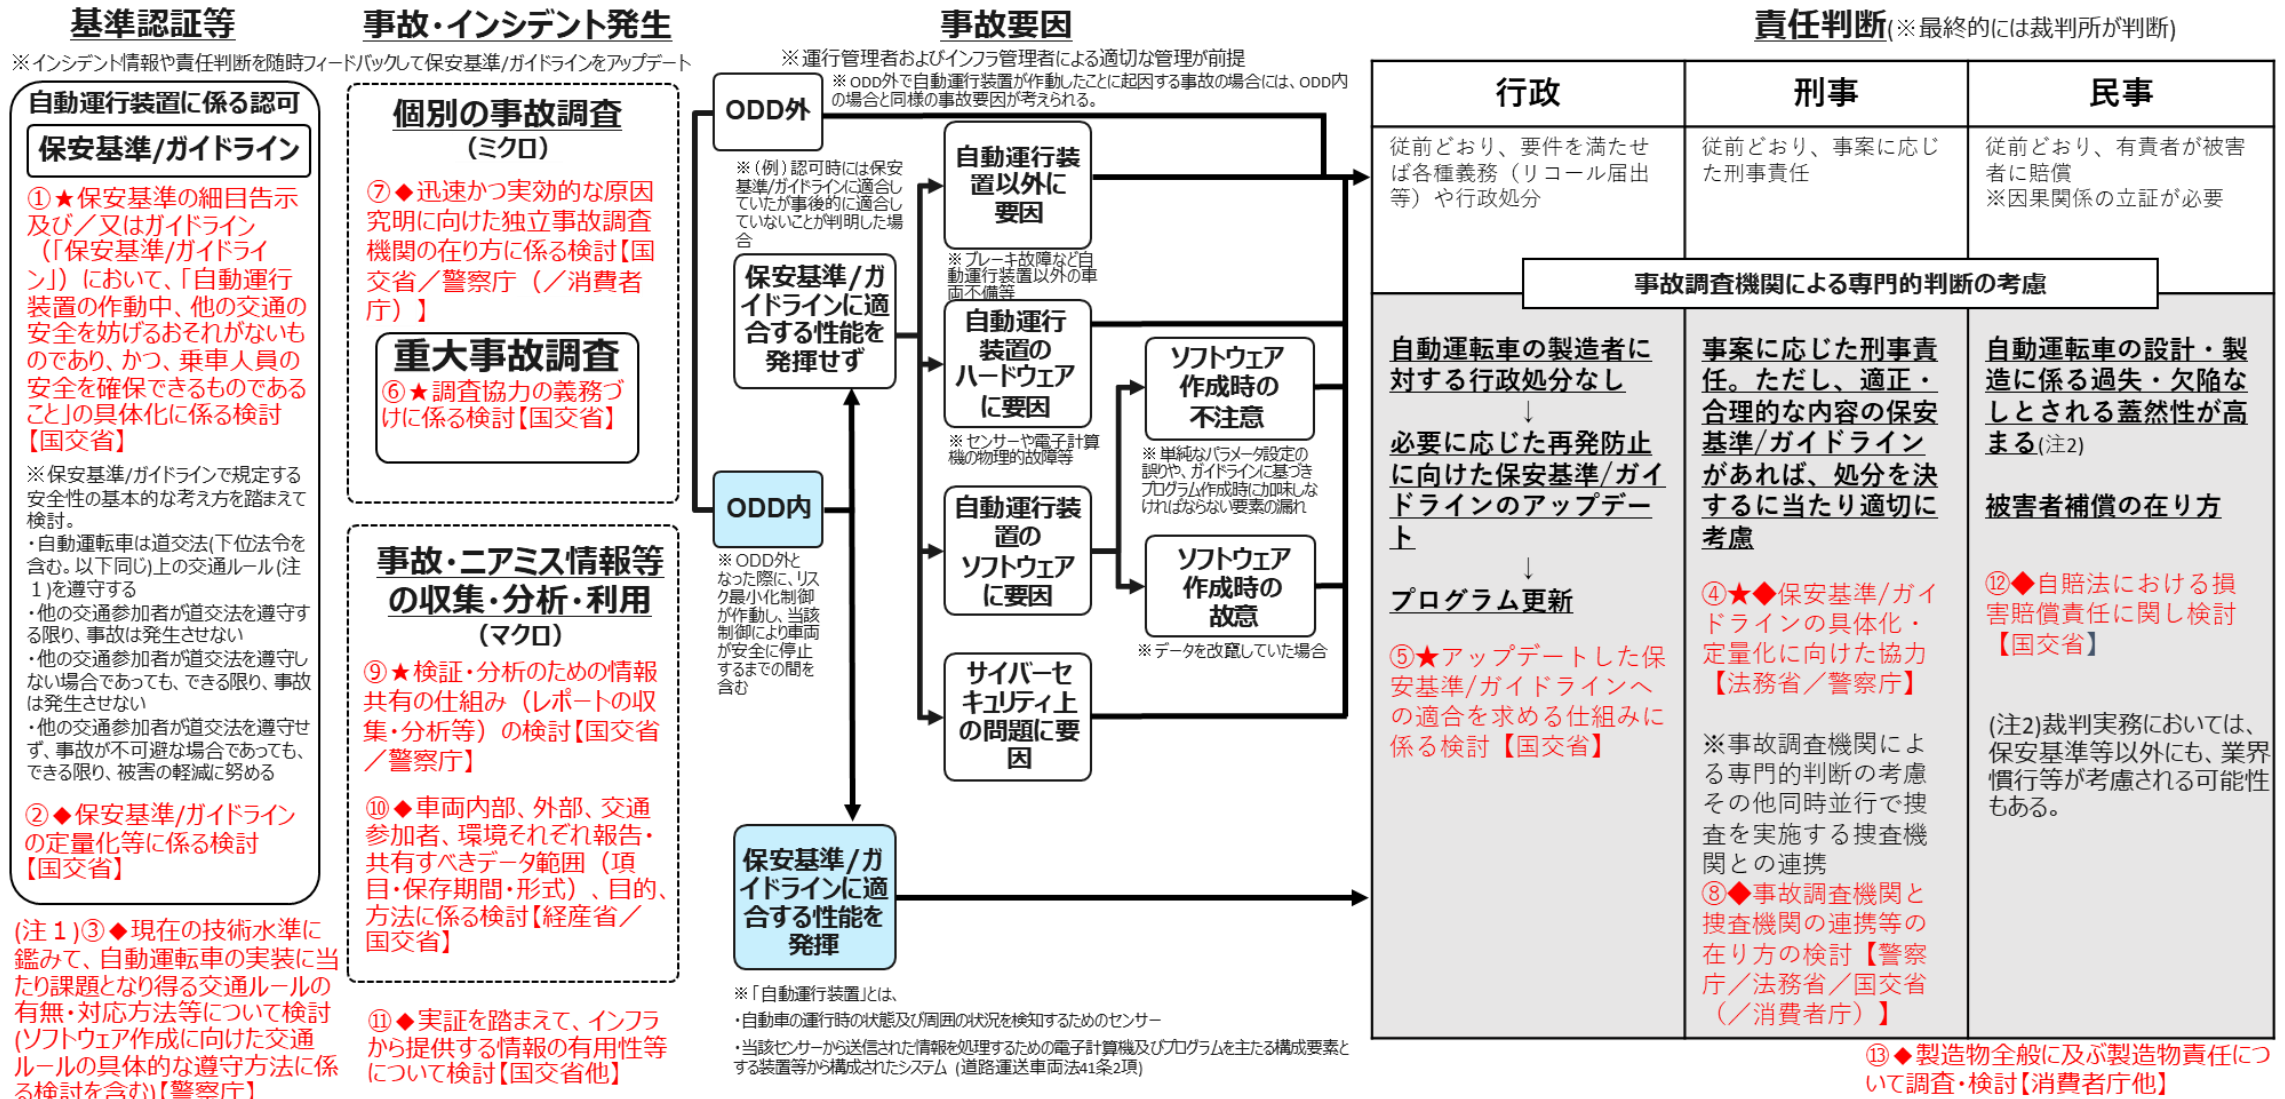 基準認証等
※インシデント情報や責任判断を随時フィードバックして保安基準/ガイドラインをアップデート
自動運行装置に係る認可
保安基準/ガイドライン
①★保安基準の細目告示
及び／又はガイドライン
（「保安基準/ガイドライ
ン」）において、「自動運行
装置の作動中、他の交通の
安全を妨げるおそれがないも
のであり、かつ、乗車人員の
安全を確保できるものである
こと」の具体化に係る検討
【国交省】
※保安基準/ガイドラインで規定する
安全性の基本的な考え方を踏まえて
検討。
・自動運転車は道交法(下位法令を
含む。以下同じ)上の交通ルール(注
１)を遵守する
・他の交通参加者が道交法を遵守す
る限り、事故は発生させない
・他の交通参加者が道交法を遵守し
ない場合であっても、できる限り、事故
は発生させない
・他の交通参加者が道交法を遵守せ
ず、事故が不可避な場合であっても、
できる限り、被害の軽減に努める
②◆保安基準/ガイドライン
の定量化等に係る検討
【国交省】
(注１)③◆現在の技術水準に
鑑みて、自動運転車の実装に当
たり課題となり得る交通ルールの
有無・対応方法等について検討
(ソフトウェア作成に向けた交通
ルールの具体的な遵守方法に係
る検討を含む)【警察庁】
事故・インシデント発生
個別の事故調査
（ミクロ）
⑦◆迅速かつ実効的な原因
究明に向けた独立事故調査
機関の在り方に係る検討【国
交省／警察庁（／消費者
庁）】
重大事故調査
⑥★調査協力の義務づ
けに係る検討【国交省】
事故・ニアミス情報等
の収集・分析・利用
（マクロ）
⑨★検証・分析のための情報
共有の仕組み（レポートの収
集・分析等）の検討【国交省
／警察庁】
⑩◆車両内部、外部、交通
参加者、環境それぞれ報告・
共有すべきデータ範囲（項
目・保存期間・形式）、目的、
方法に係る検討【経産省／
国交省】
⑪◆実証を踏まえて、インフラ
から提供する情報の有用性等
について検討【国交省他】
事故要因
※運行管理者およびインフラ管理者による適切な管理が前提
※ODD外で自動運行装置が作動したことに起因する事故の場合には、ODD内
の場合と同様の事故要因が考えられる。
ODD外
※（例）認可時には保安
基準/ガイドラインに適合し
ていたが事後的に適合し
ていないことが判明した場
合
保安基準/ガ
イドラインに適
合する性能を
発揮せず
ODD内
※ODD外と
なった際に、リス
ク最小化制御
が作動し、当該
制御により車両
が安全に停止
するまでの間を
含む
保安基準/ガ
イドラインに適
合する性能を
発揮
自動運行装
置以外に
要因
※ブレーキ故障など自
動運行装置以外の車
両不備等
自動運行
装置の
ハードウェア
に要因
※センサーや電子計算
機の物理的故障等
自動運行装
置の
ソフトウェア
に要因
サイバーセ
キュリティ上
の問題に要
因
ソフトウェア
作成時の
不注意
※単純なパラメータ設定の
誤りや、ガイドラインに基づき
プログラム作成時に加味しな
ければならない要素の漏れ
ソフトウェア
作成時の
故意
※データを改竄していた場合
※「自動運行装置」とは、
・自動車の運行時の状態及び周囲の状況を検知するためのセンサー
・当該センサーから送信された情報を処理するための電子計算機及びプログラムを主たる構成要素と
する装置等から構成されたシステム (道路運送車両法41条2項)
責任判断(※最終的には裁判所が判断)
行政
刑事
民事
従前どおり、要件を満たせ
ば各種義務（リコール届出
等）や行政処分
従前どおり、事案に応じ
た刑事責任
従前どおり、有責者が被害
者に賠償
※因果関係の立証が必要
事故調査機関による専門的判断の考慮
自動運転車の製造者に
対する行政処分なし
↓
必要に応じた再発防止
に向けた保安基準/ガイ
ドラインのアップデー
ト
↓
プログラム更新
⑤★アップデートした保
安基準/ガイドラインへ
の適合を求める仕組みに
係る検討【国交省】
事案に応じた刑事責
任。ただし、適正・
合理的な内容の保安
基準/ガイドライン
があれば、処分を決
するに当たり適切に
考慮
④★◆保安基準/ガイ
ドラインの具体化・
定量化に向けた協力
【法務省／警察庁】
※事故調査機関によ
る専門的判断の考慮
その他同時並行で捜
査を実施する捜査機
関との連携
⑧◆事故調査機関と
捜査機関の連携等の
在り方の検討【警察
庁／法務省／国交省
（／消費者庁）】
自動運転車の設計・製
造に係る過失・欠陥な
しとされる蓋然性が高
まる(注2)
被害者補償の在り方
⑫◆自賠法における損
害賠償責任に関し検討
【国交省】
(注2)裁判実務においては、
保安基準等以外にも、業界
慣行等が考慮される可能性
もある。
⑬◆製造物全般に及ぶ製造物責任につ
いて調査・検討【消費者庁他】